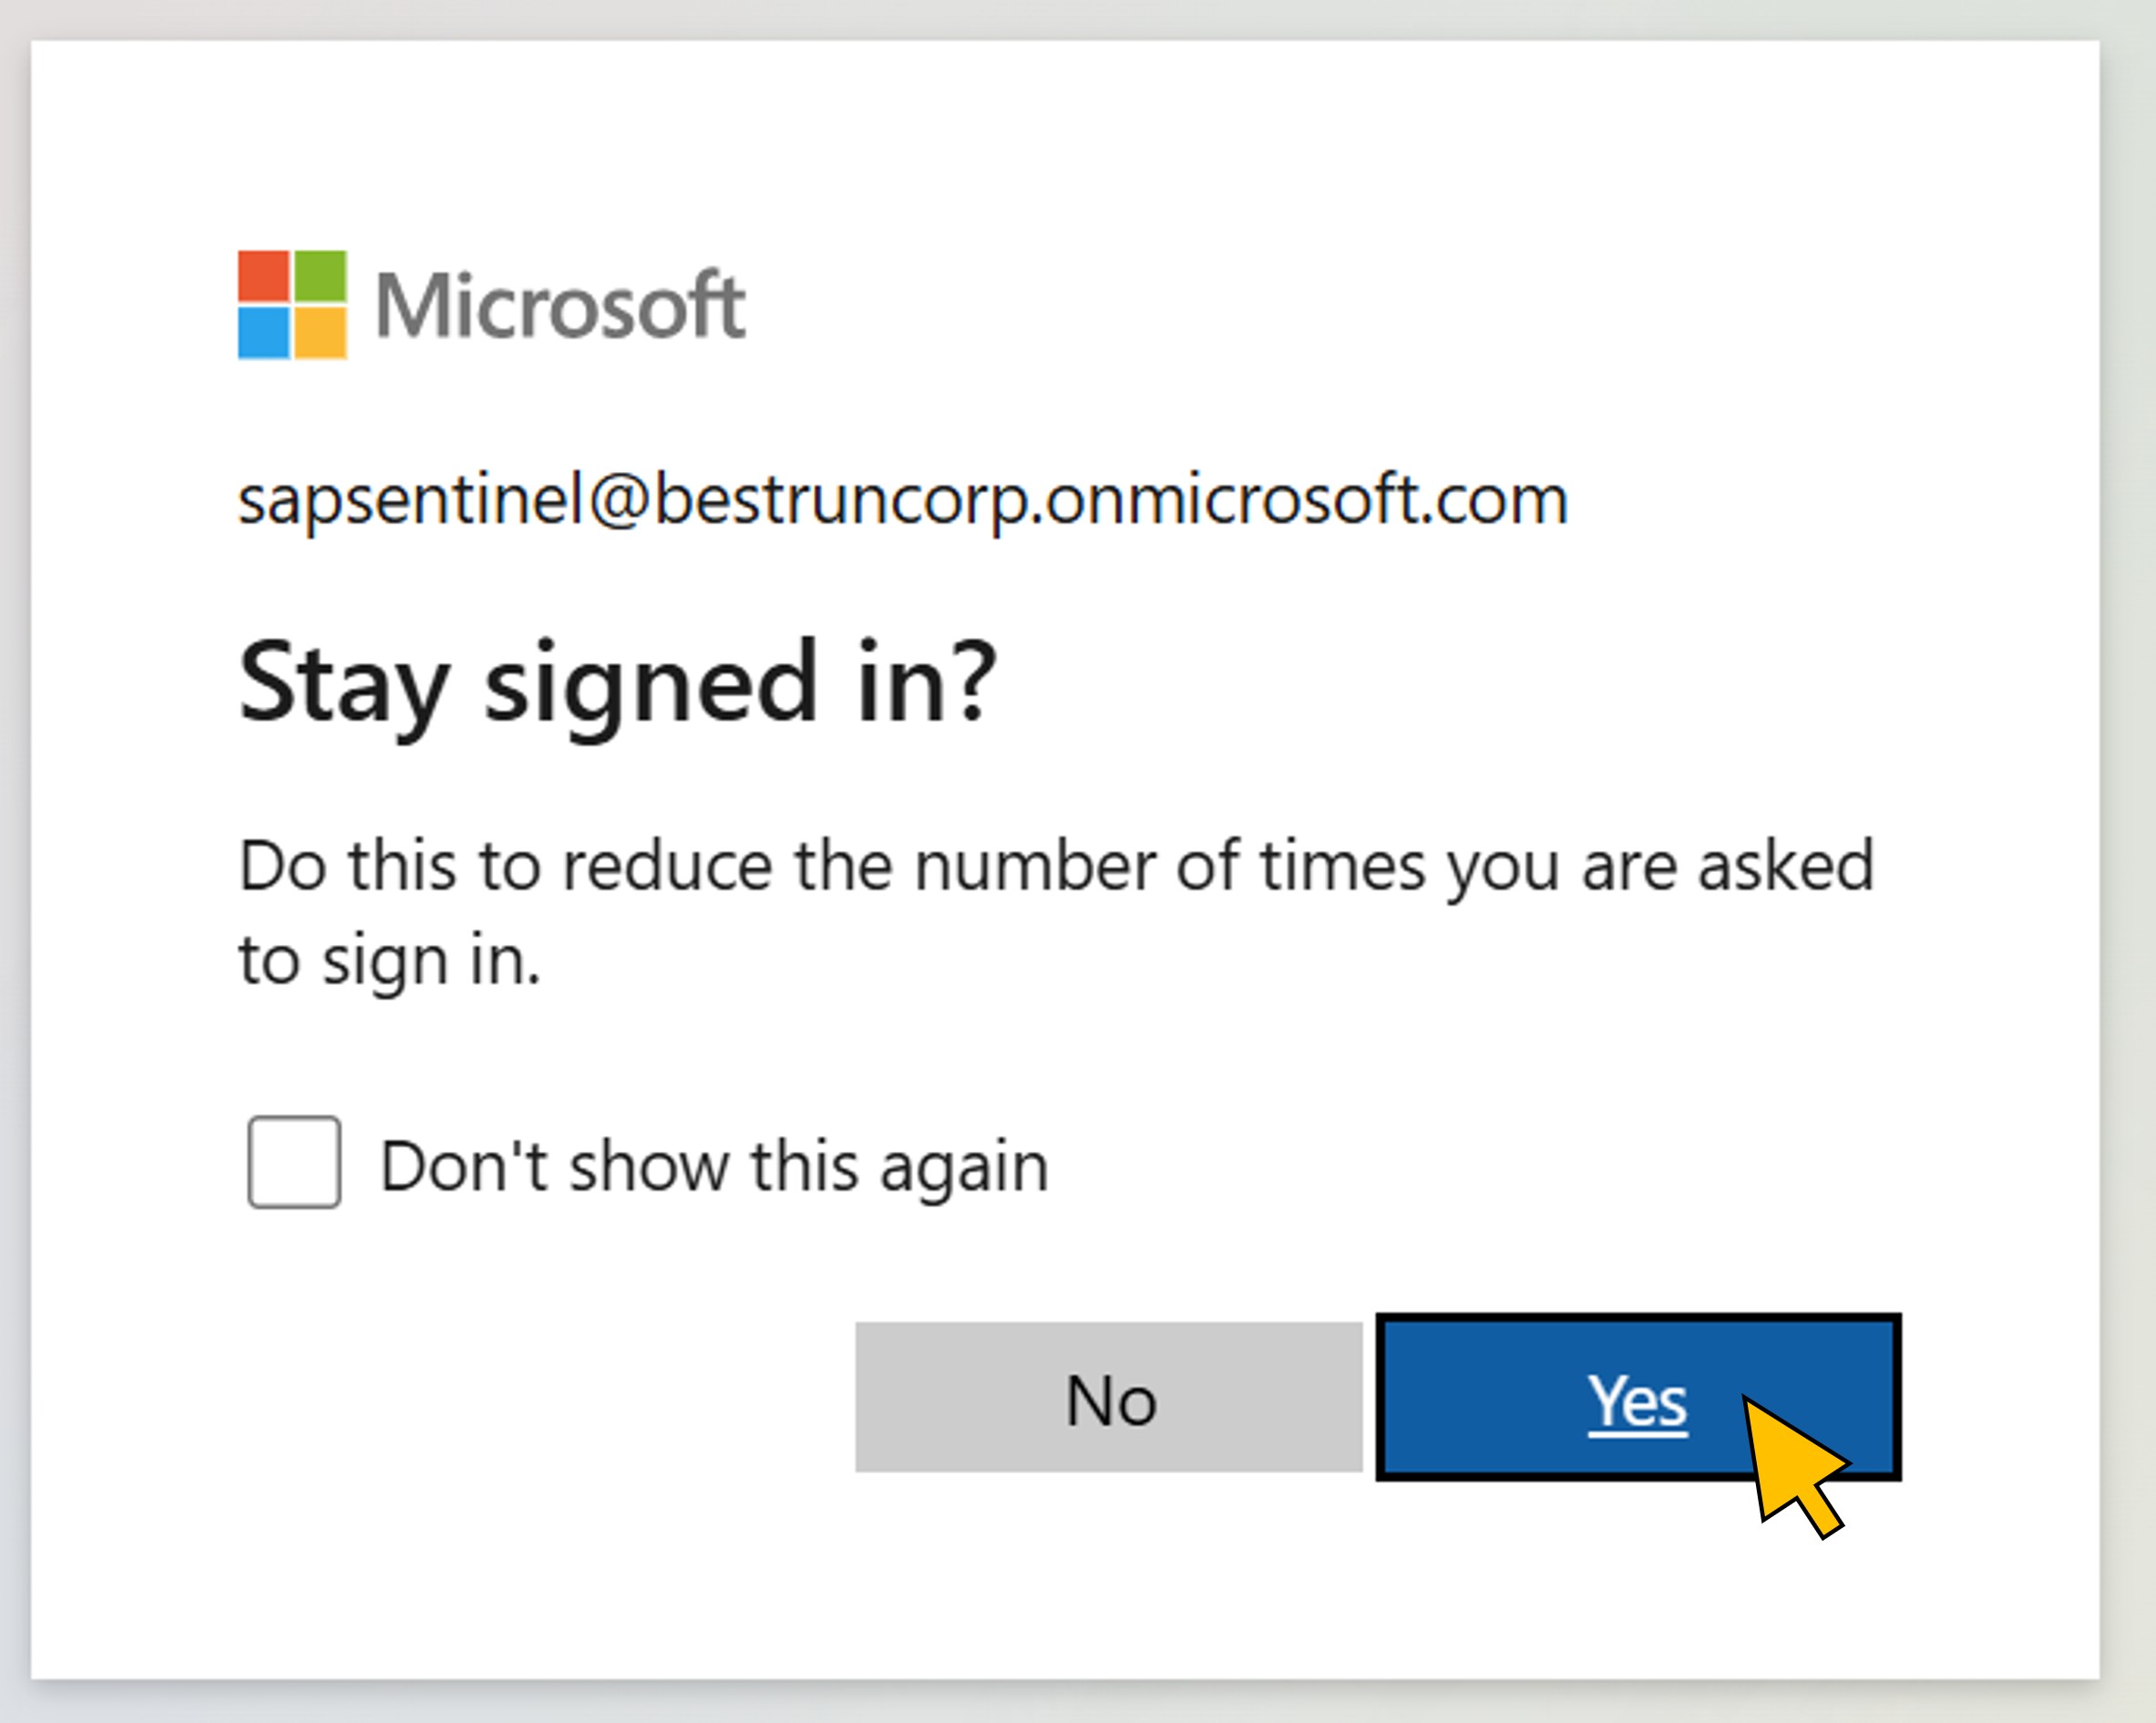 Microsoft
sapsentinel@bestruncorp.onmicrosoft.com
Stay signed in?
Do this to reduce the number of times you are asked
to sign in.
Don't show this again
No
Yes